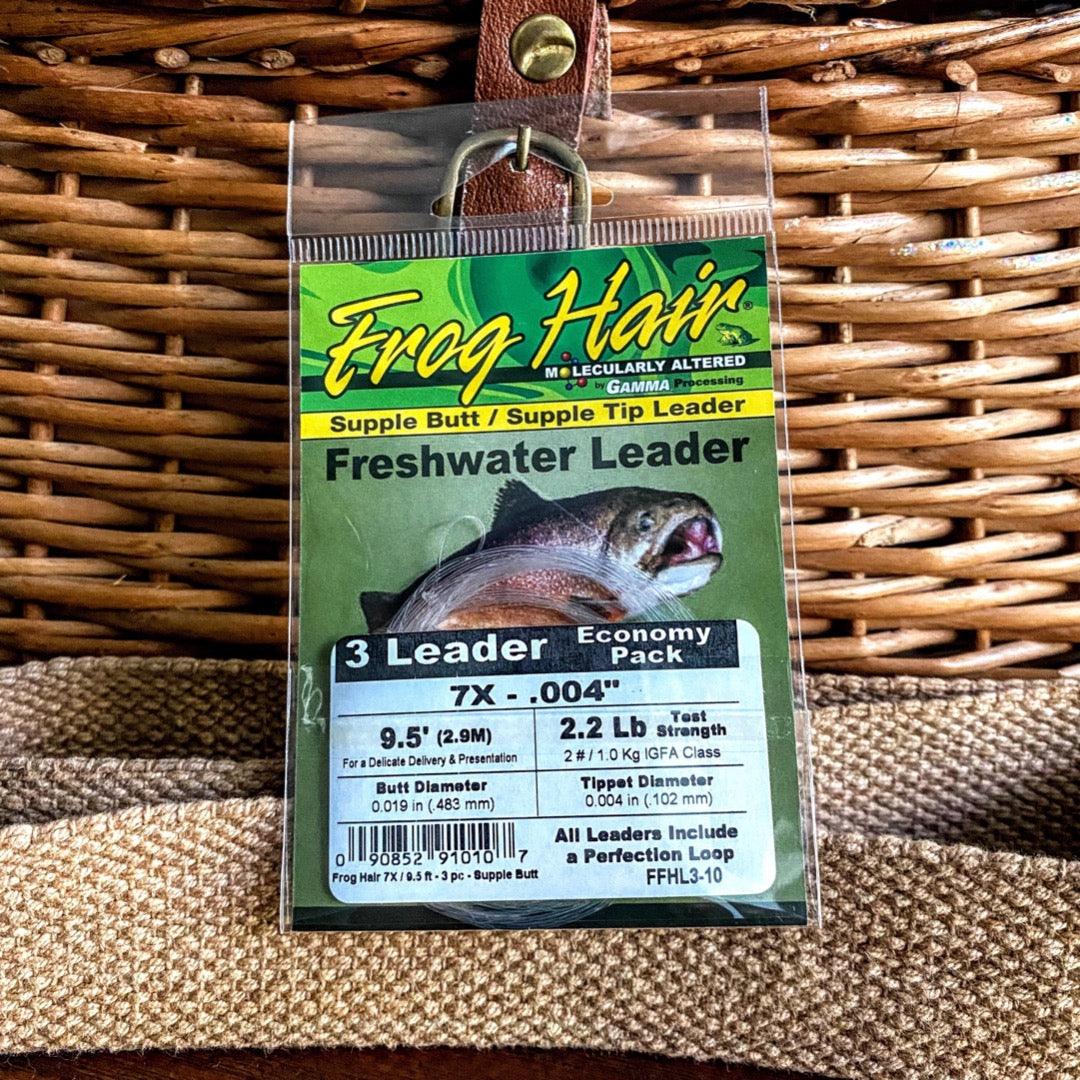 Frog Hair®
MOLECULARLY ALTERED
by GAMMA Processing
Supple Butt / Supple Tip Leader
Freshwater Leader
3 Leader Economy Pack
7X - .004"
9.5' (2.9M)
For a Delicate Delivery & Presentation
2.2 Lb Test Strength
2 # / 1.0 Kg IGFA Class
Butt Diameter
0.019 in (.483 mm)
Tippet Diameter
0.004 in (.102 mm)
0 90852 91010 7
Frog Hair 7X / 9.5 ft - 3 pc - Supple Butt
All Leaders Include
a Perfection Loop
FFHL3-10